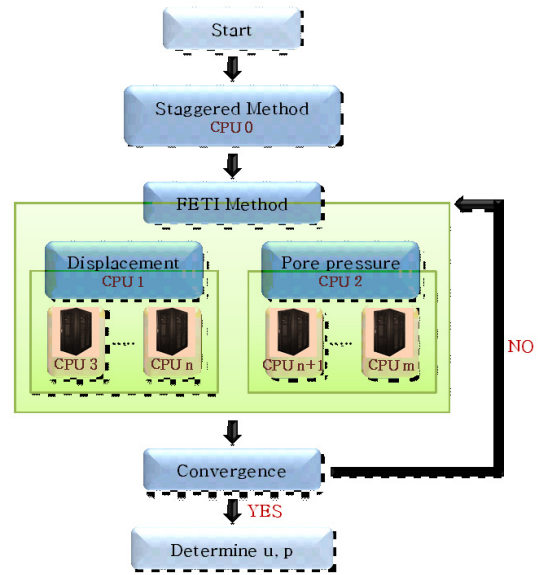 Start
Staggered Method
CPU 0
FETI Method
Displacement
CPU 1
Pore pressure
CPU 2
CPU 3
....
CPU n
CPU n+1
....
CPU m
NO
Convergence
YES
Determine u, p